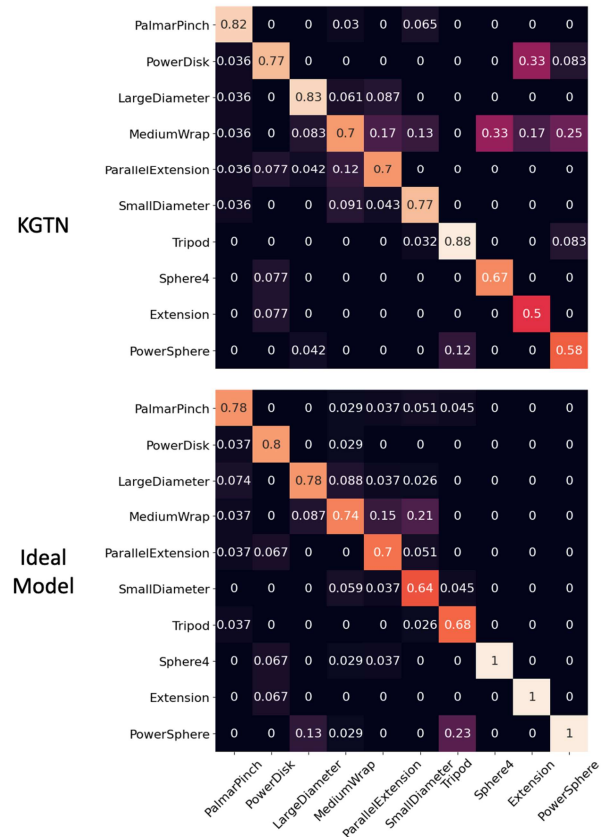 KGTN
PalmarPinch 0.82 0 0 0.03 0 0.065 0 0 0 0
PowerDisk 0.036 0.77 0 0 0 0 0 0 0.33 0.083
LargeDiameter 0.036 0 0.83 0.061 0.087 0 0 0 0 0
MediumWrap 0.036 0 0.083 0.7 0.17 0.13 0 0.33 0.17 0.25
ParallelExtension 0.036 0.077 0.042 0.12 0.7 0 0 0 0 0
SmallDiameter 0.036 0 0 0.091 0.043 0.77 0 0 0 0
Tripod 0 0 0 0 0 0.032 0.88 0 0 0.083
Sphere4 0 0.077 0 0 0 0 0 0.67 0 0
Extension 0 0.077 0 0 0 0 0 0 0.5 0
PowerSphere 0 0 0.042 0 0 0 0.12 0 0 0.58
Ideal
Model
PalmarPinch 0.78 0 0 0.029 0.037 0.051 0.045 0 0 0
PowerDisk 0.037 0.8 0 0.029 0 0 0 0 0 0
LargeDiameter 0.074 0 0.78 0.088 0.037 0.026 0 0 0 0
MediumWrap 0.037 0 0.087 0.74 0.15 0.21 0 0 0 0
ParallelExtension 0.037 0.067 0 0 0.7 0.051 0 0 0 0
SmallDiameter 0 0 0 0.059 0.037 0.64 0.045 0 0 0
Tripod 0.037 0 0 0 0 0.026 0.68 0 0 0
Sphere4 0 0.067 0 0.029 0.037 0 0 1 0 0
Extension 0 0.067 0 0 0 0 0 0 1 0
PowerSphere 0 0 0.13 0.029 0 0 0.23 0 0 1
PalmarPinch PowerDisk LargeDiameter MediumWrap ParallelExtension SmallDiameter Tripod Sphere4 Extension PowerSphere